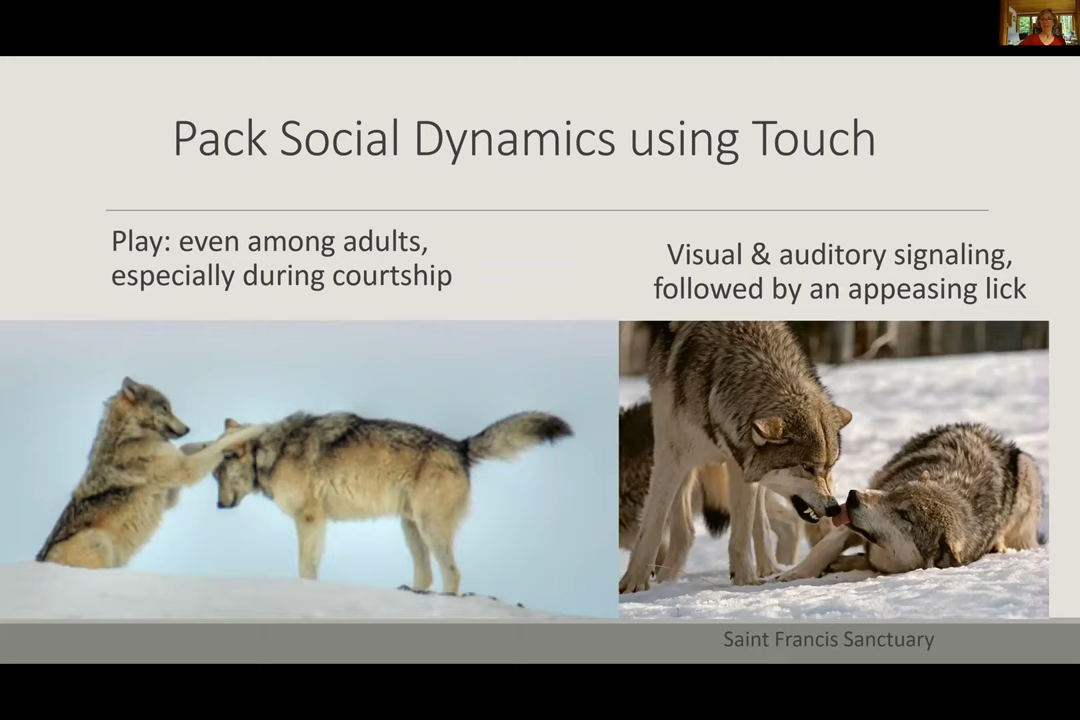 Pack Social Dynamics using Touch
Play: even among adults,
especially during courtship
Visual & auditory signaling,
followed by an appeasing lick
Saint Francis Sanctuary